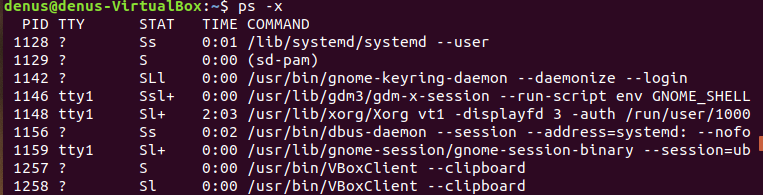 denus@denus-VirtualBox:~$ ps -x
  PID TTY      STAT   TIME COMMAND
 1128 ?        Ss     0:01 /lib/systemd/systemd --user
 1129 ?        S      0:00 (sd-pam)
 1142 ?        SLl    0:00 /usr/bin/gnome-keyring-daemon --daemonize --login
 1146 tty1     Ssl+   0:00 /usr/lib/gdm3/gdm-x-session --run-script env GNOME_SHELL
 1148 tty1     Sl+    2:03 /usr/lib/xorg/Xorg vt1 -displayfd 3 -auth /run/user/1000
 1156 ?        Ss     0:02 /usr/bin/dbus-daemon --session --address=systemd: --nofo
 1159 tty1     Sl+    0:00 /usr/lib/gnome-session/gnome-session-binary --session=ub
 1257 ?        S      0:00 /usr/bin/VBoxClient --clipboard
 1258 ?        Sl     0:00 /usr/bin/VBoxClient --clipboard